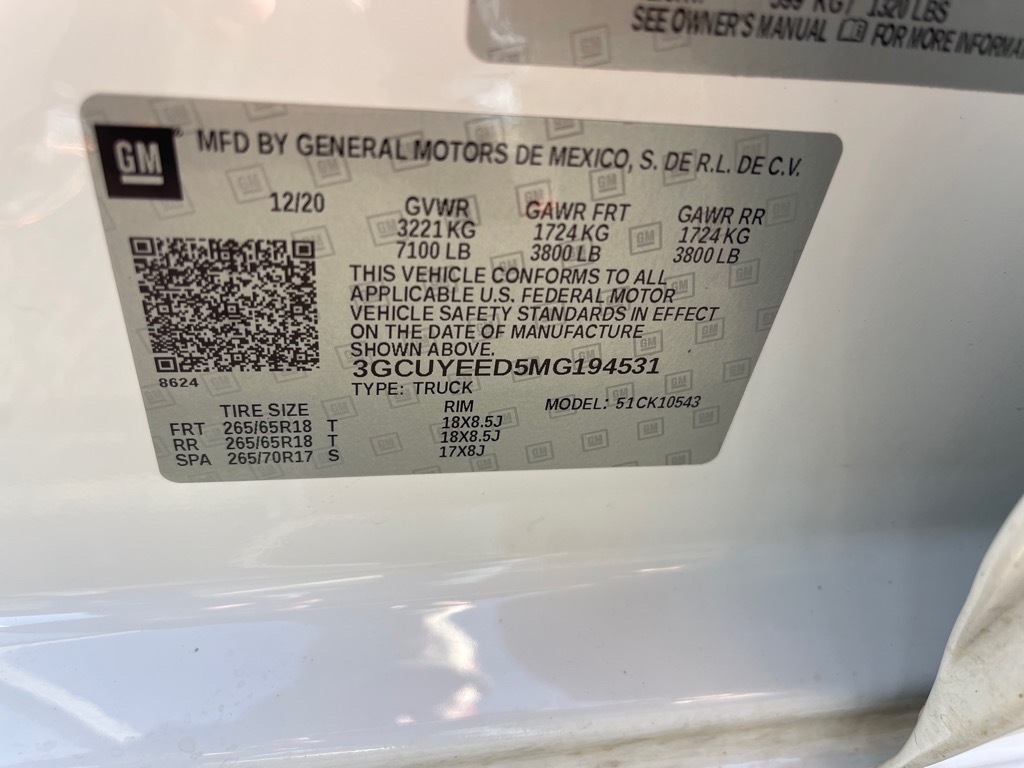 599 KG / 1320 LBS
SEE OWNER'S MANUAL FOR MORE
GM ® MFD BY GENERAL MOTORS DE MEXICO, S. DE R.L. DE C.V.
12/20 GVWR GAWR FRT GAWR RR
3221 KG 1724 KG 1724 KG
7100 LB 3800 LB 3800 LB
THIS VEHICLE CONFORMS TO ALL
APPLICABLE U.S. FEDERAL MOTOR
VEHICLE SAFETY STANDARDS IN EFFECT
ON THE DATE OF MANUFACTURE
SHOWN ABOVE.
3GCUYEED5MG194531
8624
TYPE: TRUCK
TIRE SIZE RIM MODEL: 51CK10543
FRT 265/65R18 T 18X8.5J
RR 265/65R18 T 18X8.5J
SPA 265/70R17 S 17X8J